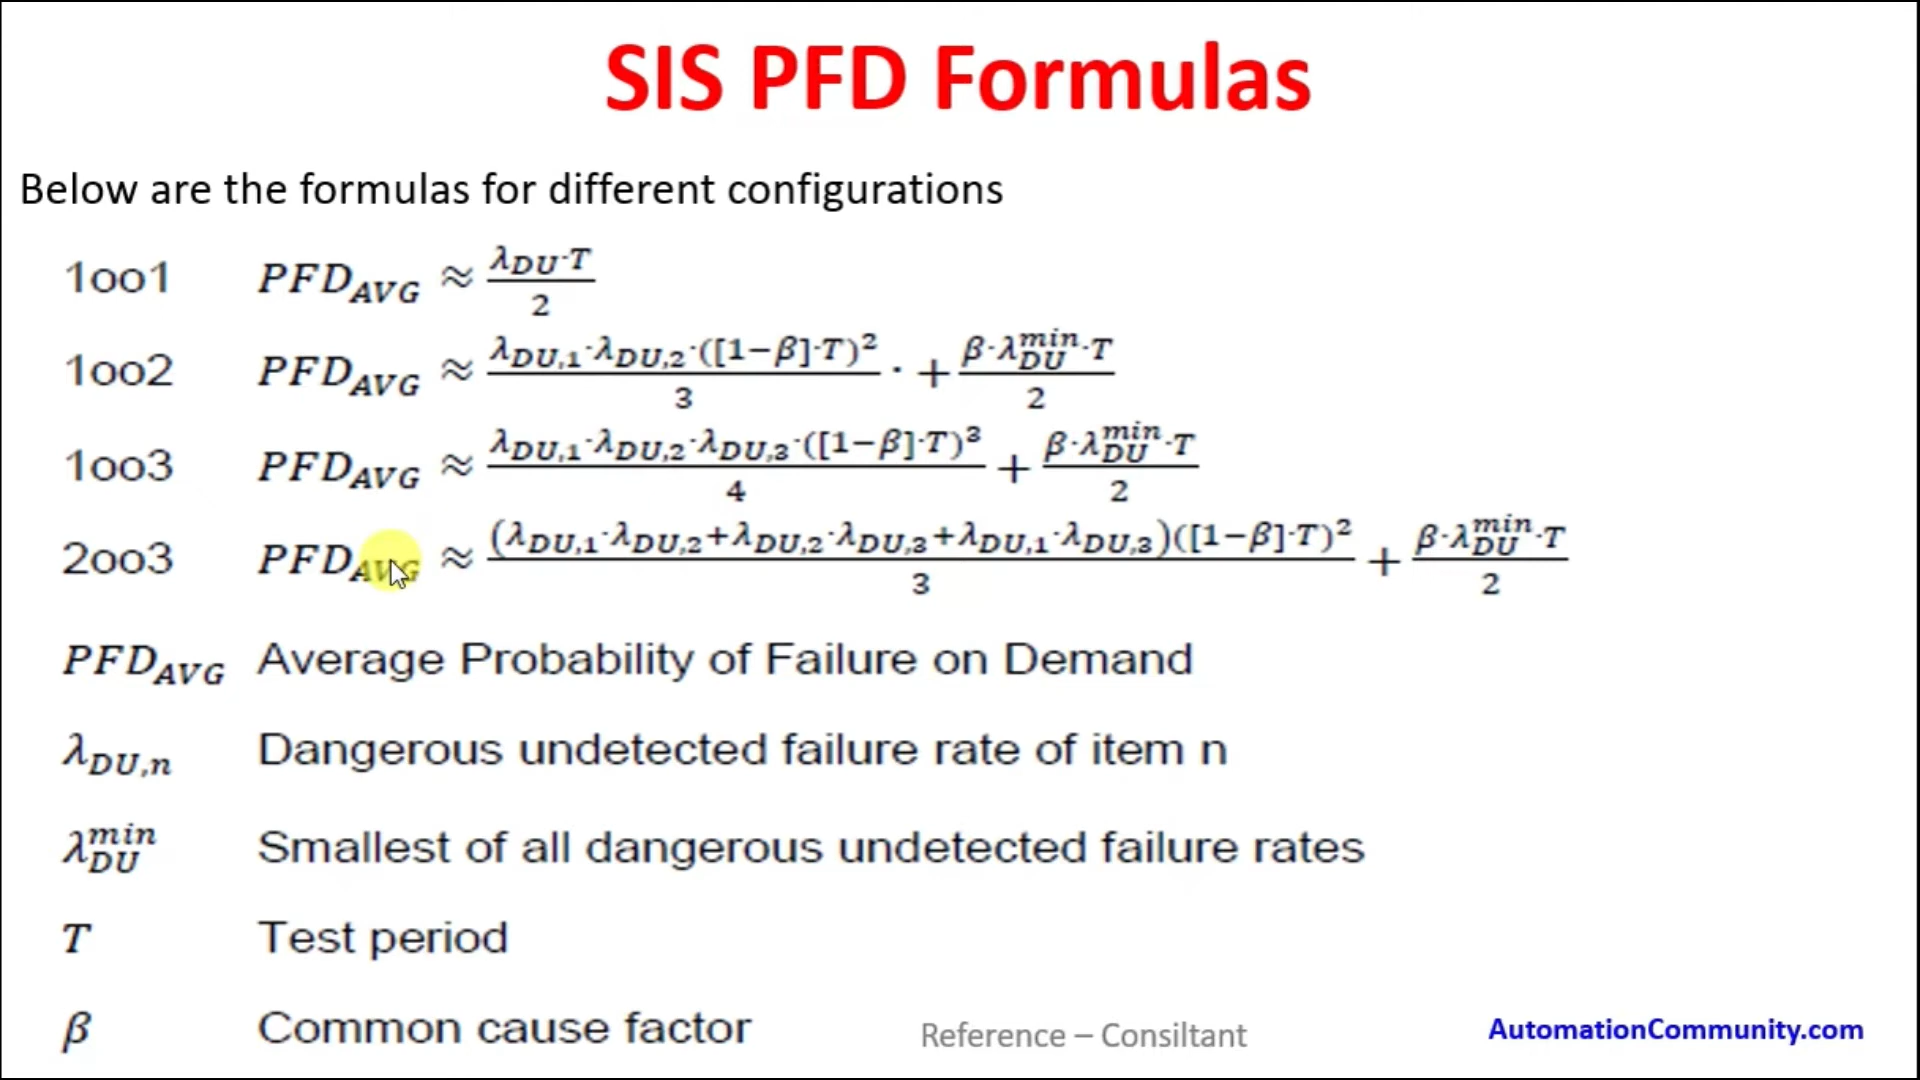 SIS PFD Formulas
Below are the formulas for different configurations
1oo1 PFD_AVG ≈ λ_DU·T / 2
1oo2 PFD_AVG ≈ λ_DU,1·λ_DU,2·([1−β]·T)² / 3 · + β·λ_DU^min·T / 2
1oo3 PFD_AVG ≈ λ_DU,1·λ_DU,2·λ_DU,3·([1−β]·T)³ / 4 + β·λ_DU^min·T / 2
2oo3 PFD_AVG ≈ (λ_DU,1·λ_DU,2+λ_DU,2·λ_DU,3+λ_DU,1·λ_DU,3)([1−β]·T)² / 3 + β·λ_DU^min·T / 2
PFD_AVG Average Probability of Failure on Demand
λ_DU,n Dangerous undetected failure rate of item n
λ_DU^min Smallest of all dangerous undetected failure rates
T Test period
β Common cause factor
Reference – Consiltant
AutomationCommunity.com